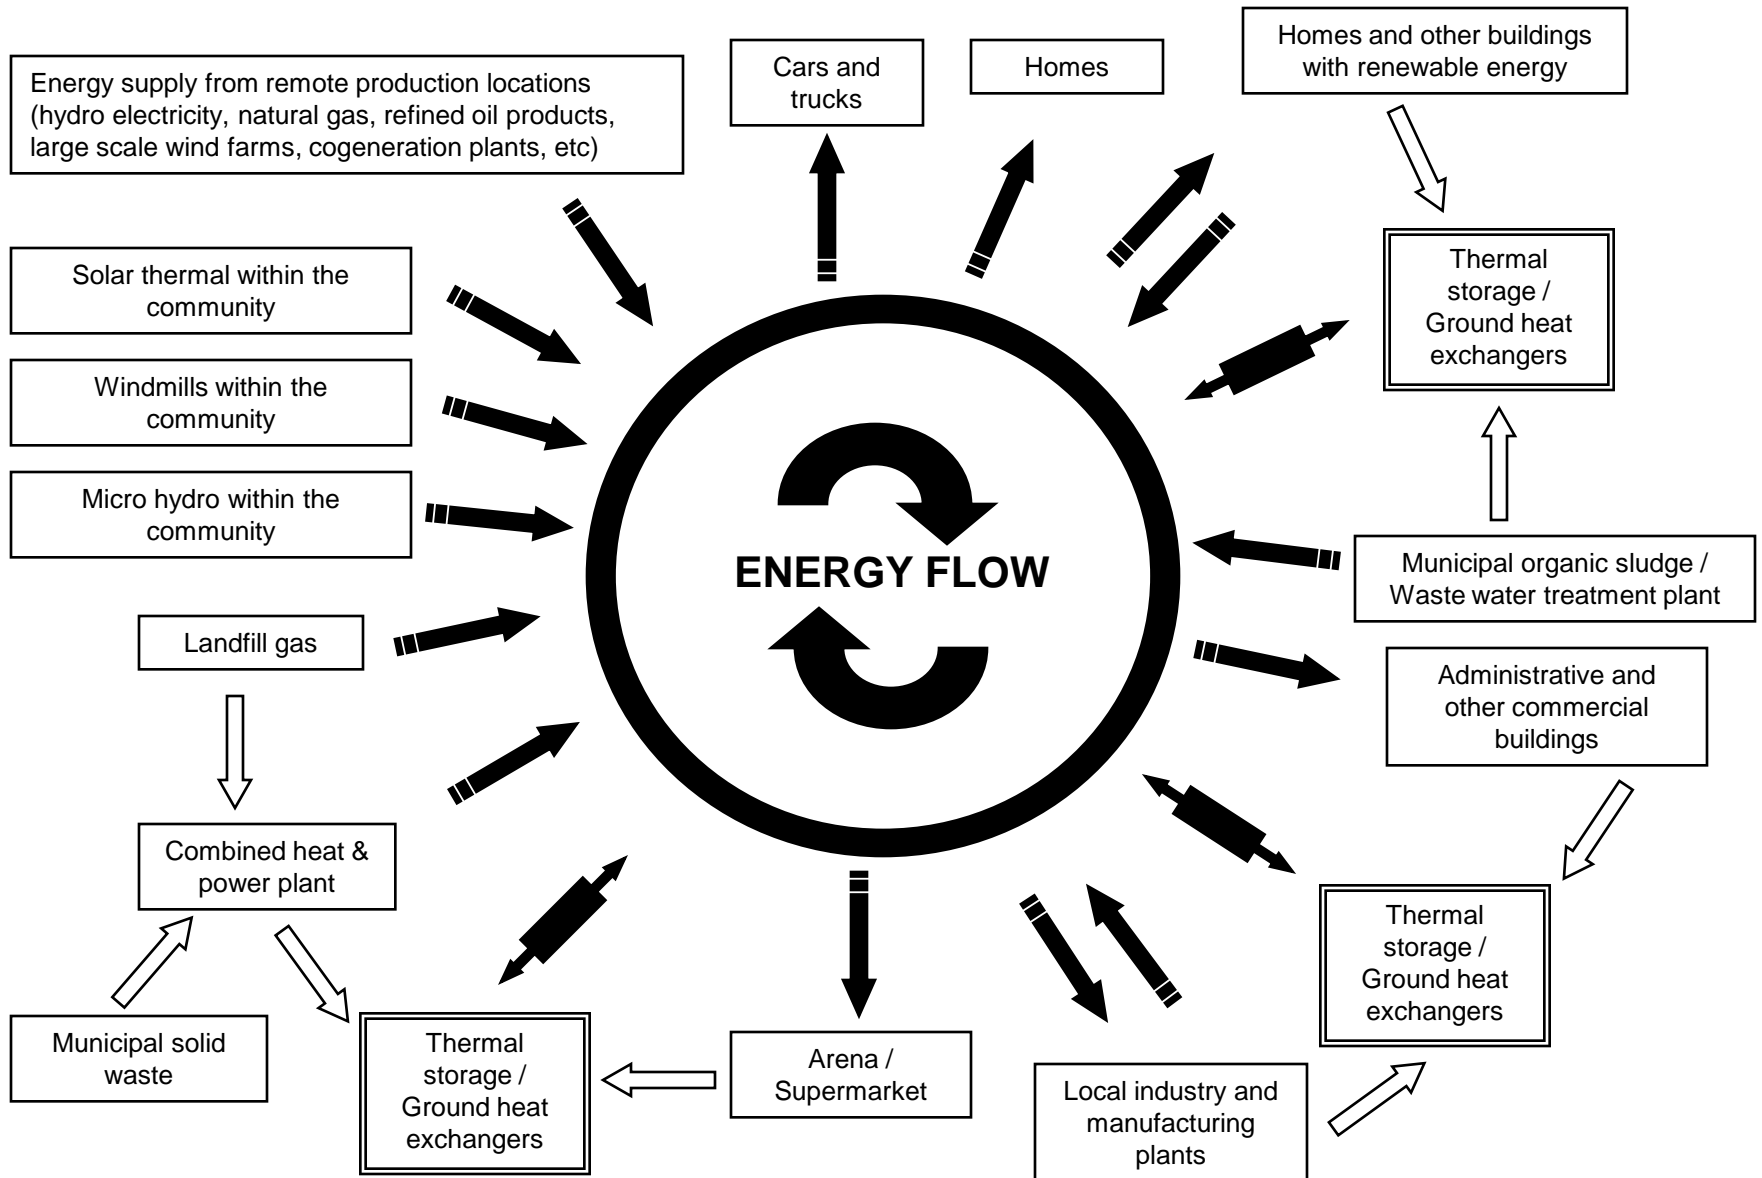 Energy supply from remote production locations
(hydro electricity, natural gas, refined oil products,
large scale wind farms, cogeneration plants, etc)
Cars and
trucks
Homes
Homes and other buildings
with renewable energy
Solar thermal within the
community
Windmills within the
community
Micro hydro within the
community
Landfill gas
Combined heat &
power plant
Municipal solid
waste
Thermal
storage /
Ground heat
exchangers
ENERGY FLOW
Thermal
storage /
Ground heat
exchangers
Municipal organic sludge /
Waste water treatment plant
Administrative and
other commercial
buildings
Thermal
storage /
Ground heat
exchangers
Arena /
Supermarket
Local industry and
manufacturing
plants